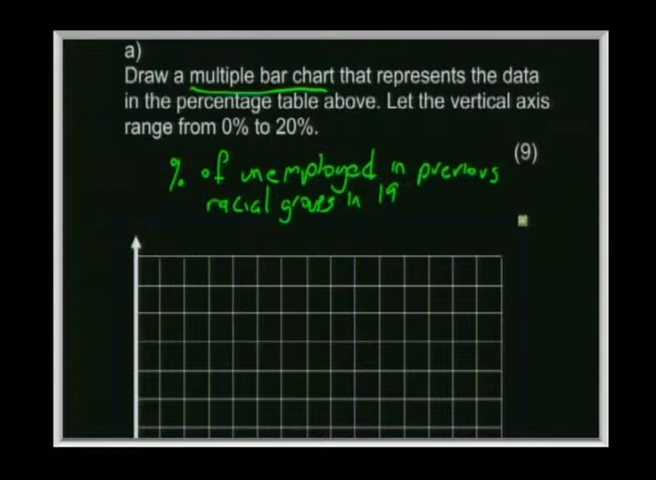 a)
Draw a multiple bar chart that represents the data
in the percentage table above. Let the vertical axis
range from 0% to 20%.
(9)
% of unemployed in previous
racial groups in 19